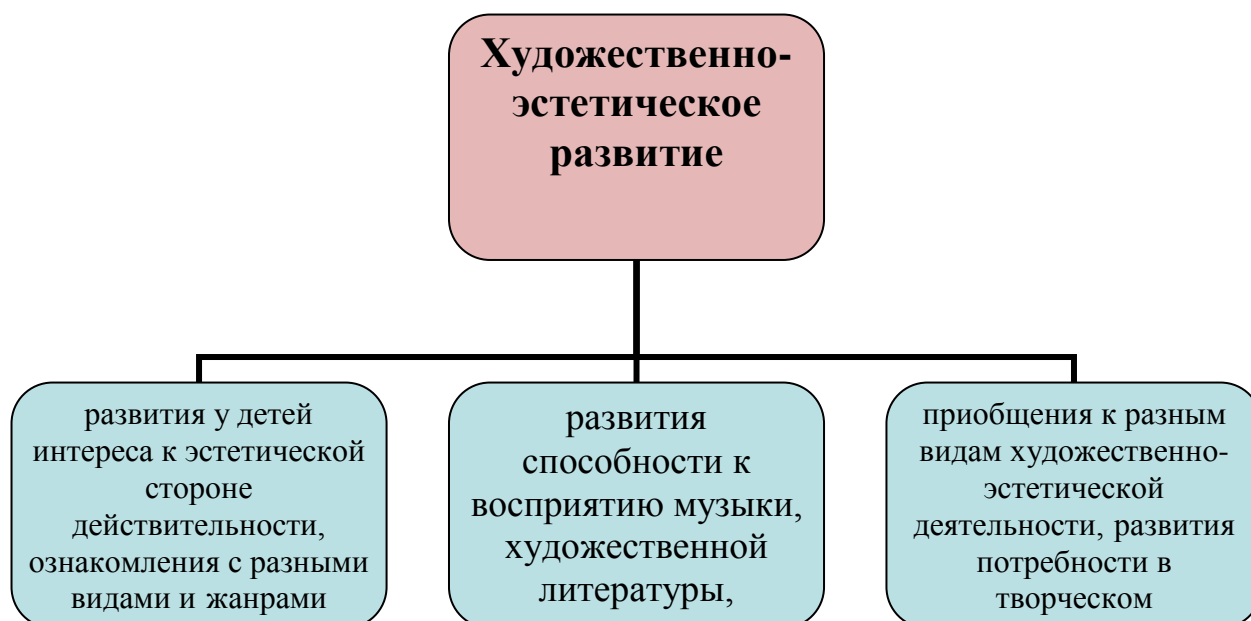 Художественно-
эстетическое
развитие
развития у детей
интереса к эстетической
стороне
действительности,
ознакомления с разными
видами и жанрами
развития
способности к
восприятию музыки,
художественной
литературы,
приобщения к разным
видам художественно-
эстетической
деятельности, развития
потребности в
творческом